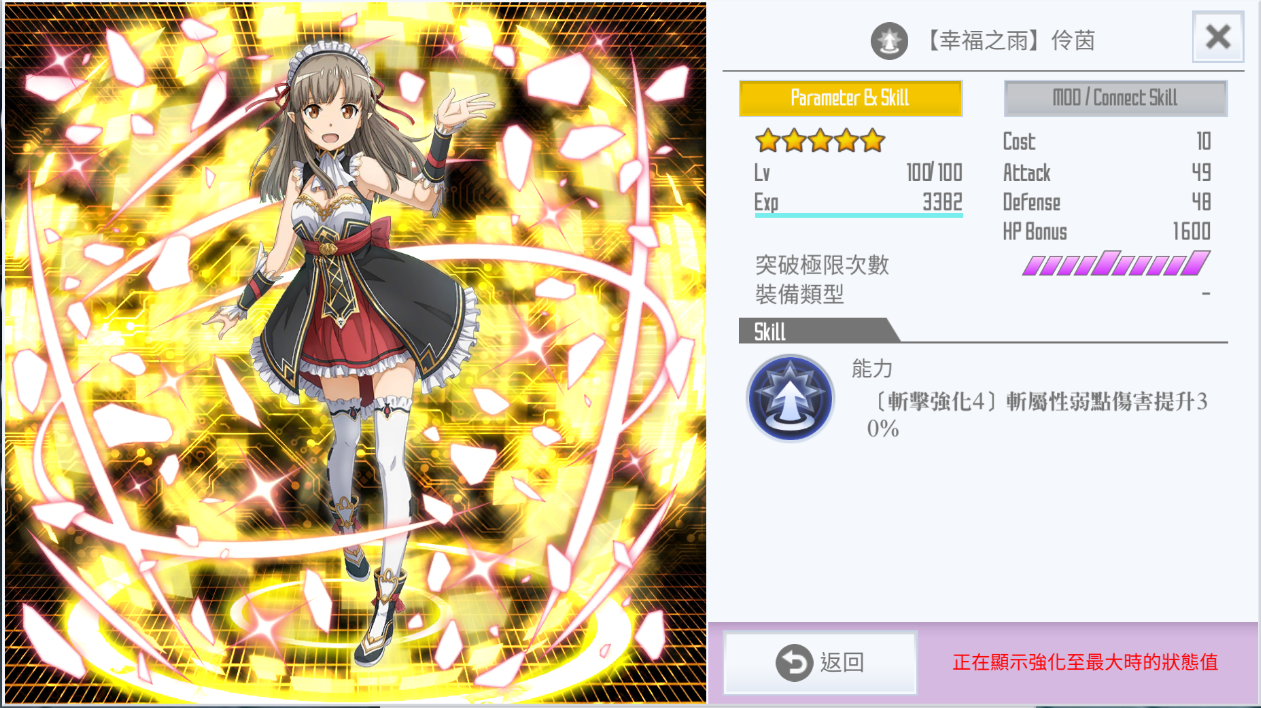 【幸福之雨】伶茵
Parameter & Skill
MOD / Connect Skill
Lv 100/100
Exp 3382
Cost 10
Attack 49
Defense 48
HP Bonus 1600
突破極限次數
裝備類型 -
Skill
能力
〔斬擊強化4〕斬屬性弱點傷害提升3
0%
返回
正在顯示強化至最大時的狀態值